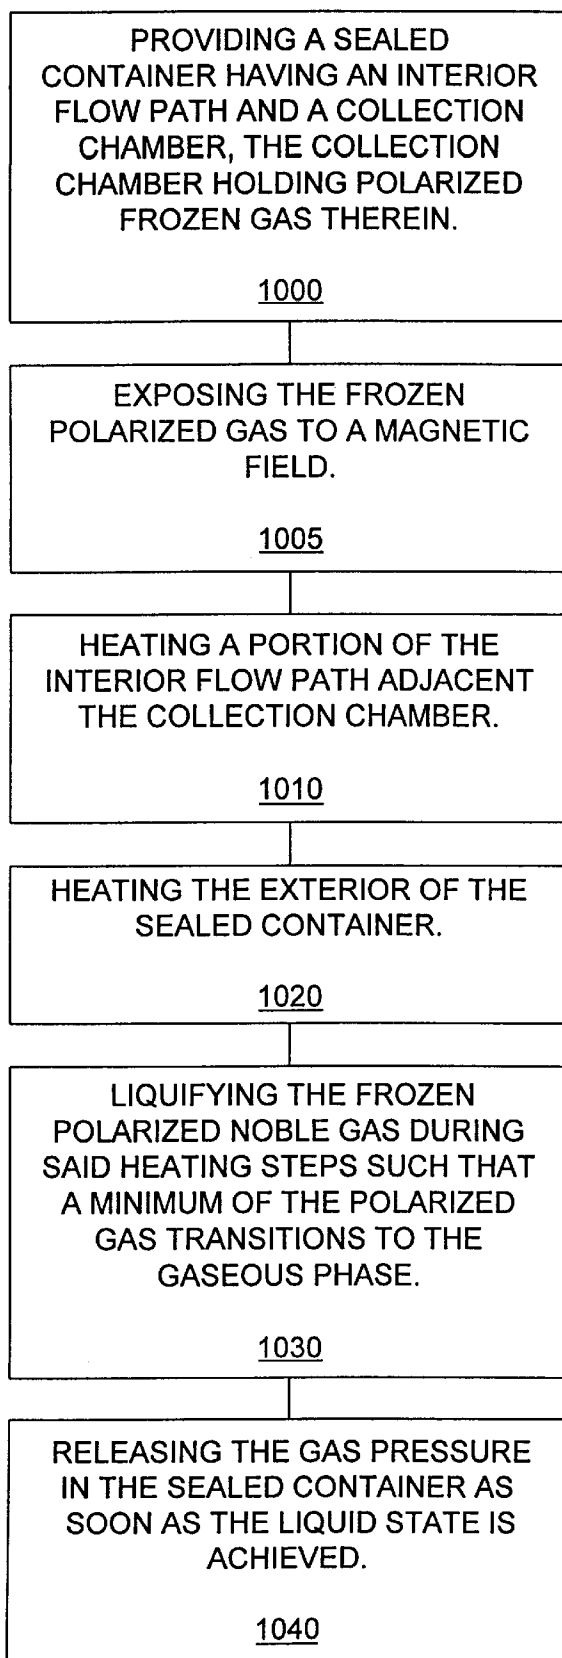 PROVIDING A SEALED
CONTAINER HAVING AN INTERIOR
FLOW PATH AND A COLLECTION
CHAMBER, THE COLLECTION
CHAMBER HOLDING POLARIZED
FROZEN GAS THEREIN.
1000
EXPOSING THE FROZEN
POLARIZED GAS TO A MAGNETIC
FIELD.
1005
HEATING A PORTION OF THE
INTERIOR FLOW PATH ADJACENT
THE COLLECTION CHAMBER.
1010
HEATING THE EXTERIOR OF THE
SEALED CONTAINER.
1020
LIQUIFYING THE FROZEN
POLARIZED NOBLE GAS DURING
SAID HEATING STEPS SUCH THAT
A MINIMUM OF THE POLARIZED
GAS TRANSITIONS TO THE
GASEOUS PHASE.
1030
RELEASING THE GAS PRESSURE
IN THE SEALED CONTAINER AS
SOON AS THE LIQUID STATE IS
ACHIEVED.
1040